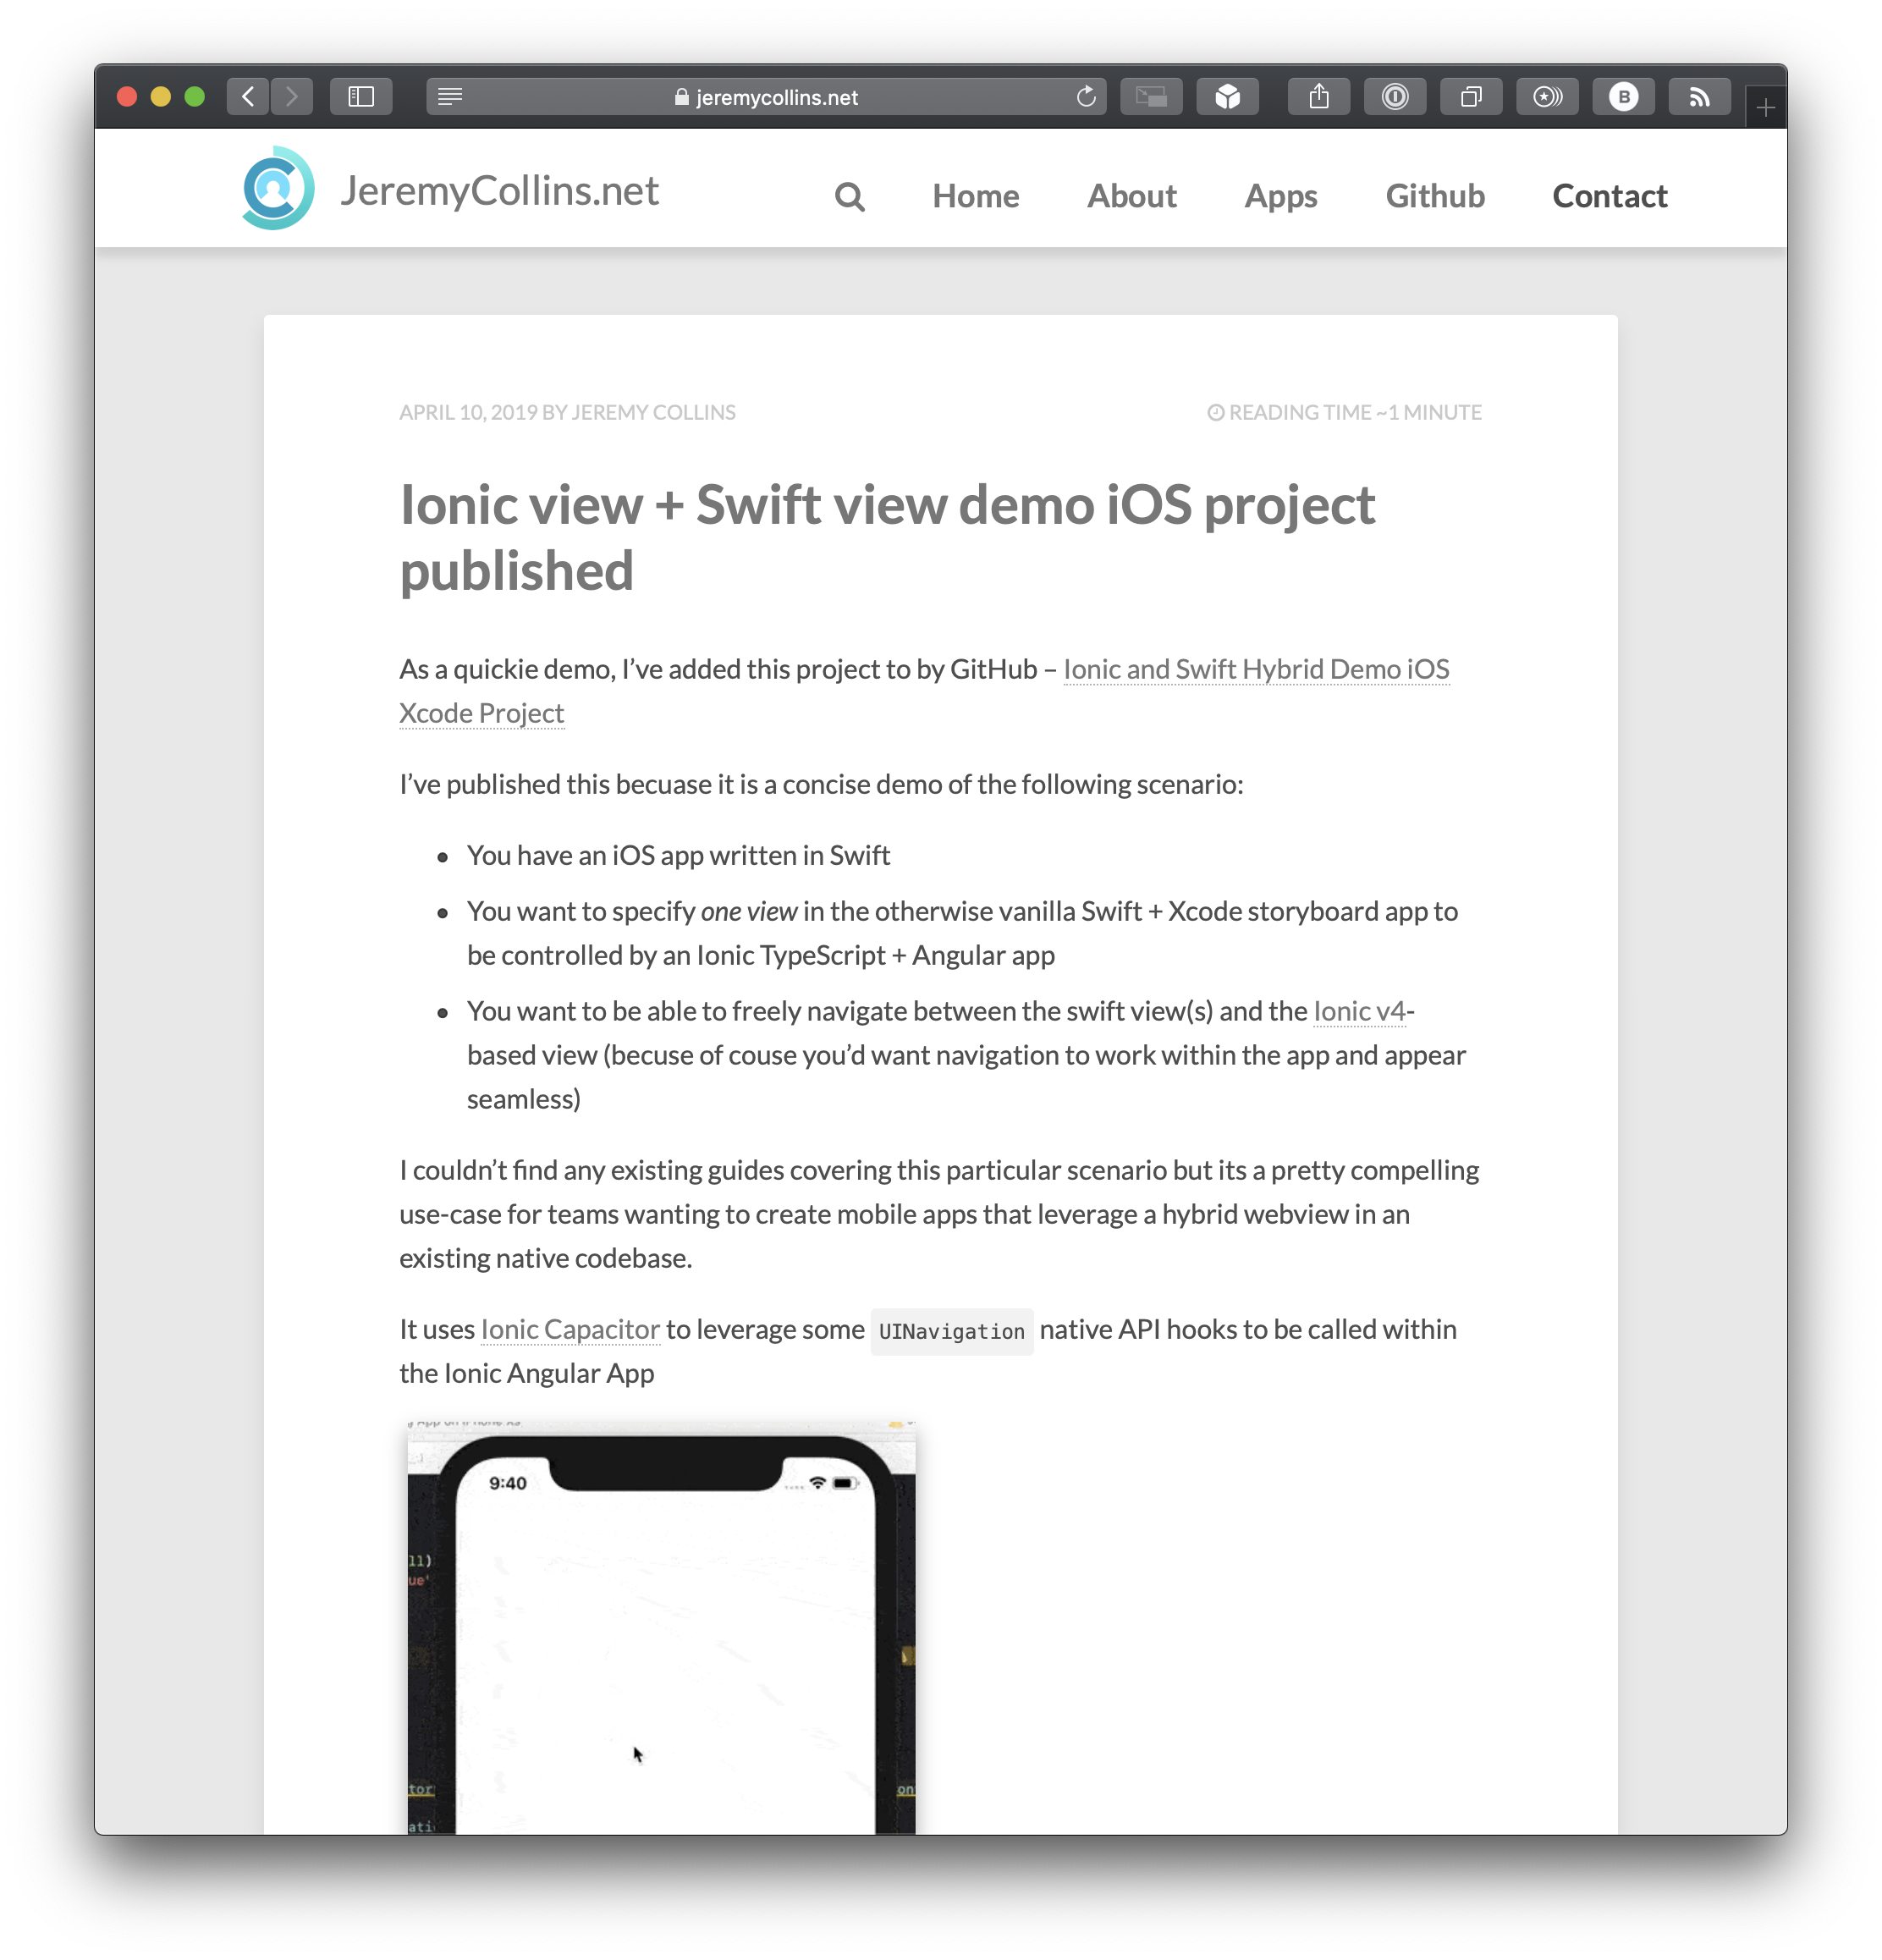 jeremycollins.net
B
JeremyCollins.net
Home About Apps Github Contact
APRIL 10, 2019 BY JEREMY COLLINS
READING TIME ~1 MINUTE
Ionic view + Swift view demo iOS project
published
As a quickie demo, I’ve added this project to by GitHub – Ionic and Swift Hybrid Demo iOS
Xcode Project
I’ve published this becuase it is a concise demo of the following scenario:
You have an iOS app written in Swift
You want to specify one view in the otherwise vanilla Swift + Xcode storyboard app to
be controlled by an Ionic TypeScript + Angular app
You want to be able to freely navigate between the swift view(s) and the Ionic v4-
based view (becuse of couse you’d want navigation to work within the app and appear
seamless)
I couldn’t find any existing guides covering this particular scenario but its a pretty compelling
use-case for teams wanting to create mobile apps that leverage a hybrid webview in an
existing native codebase.
It uses Ionic Capacitor to leverage some UINavigation native API hooks to be called within
the Ionic Angular App
9:40
ll)
ue'
tor
on
ati